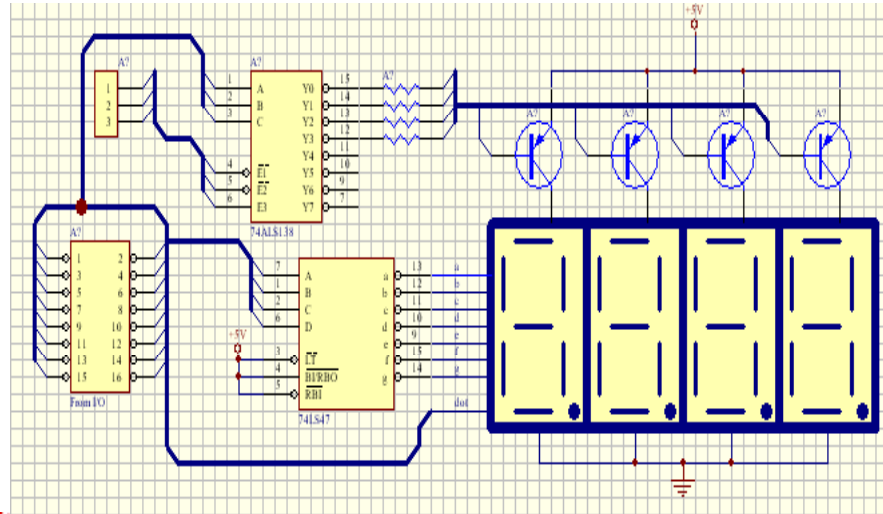 +5V
A?
A?
1
2
3
1
2
3
A
B
C
Y0
Y1
Y2
Y3
Y4
Y5
Y6
Y7
15
14
13
12
11
10
9
7
A?
A?
A?
A?
A?
4
5
6
E1
E2
E3
74ALS138
A?
1
3
5
7
9
11
13
15
2
4
6
8
10
12
14
16
From I/O
7
1
2
6
A
B
C
D
a
b
c
d
e
f
g
13
12
11
10
9
15
14
a
b
c
d
e
f
g
+5V
3
4
5
LT
BI/RBO
RBI
74LS47
dot